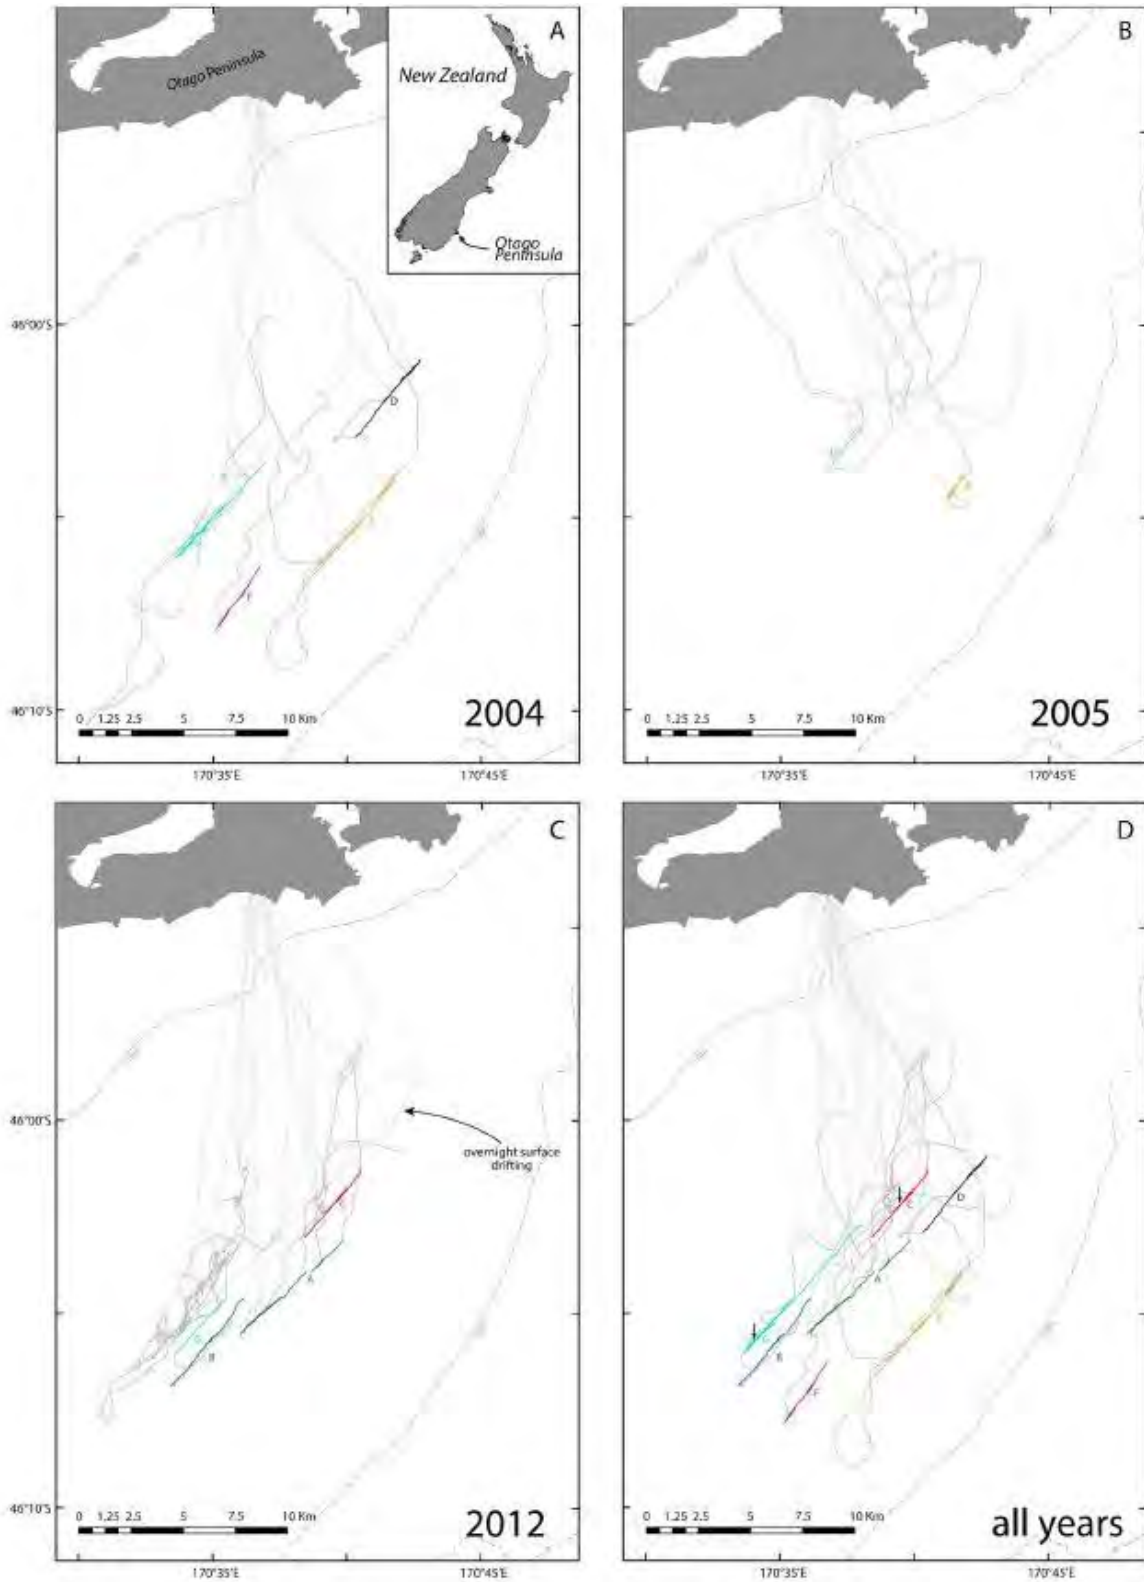 A
Otago Peninsula
New Zealand
Otago
Peninsula
46°00'S
D
F
46°10'S
0 1.25 2.5 5 7.5 10 Km
2004
170°35'E 170°45'E
B
0 1.25 2.5 5 7.5 10 Km
2005
170°35'E 170°45'E
C
46°00'S
overnight surface
drifting
A
G
B
46°10'S
0 1.25 2.5 5 7.5 10 Km
2012
170°35'E 170°45'E
D
C
D
A
G
B
F
0 1.25 2.5 5 7.5 10 Km
all years
170°35'E 170°45'E